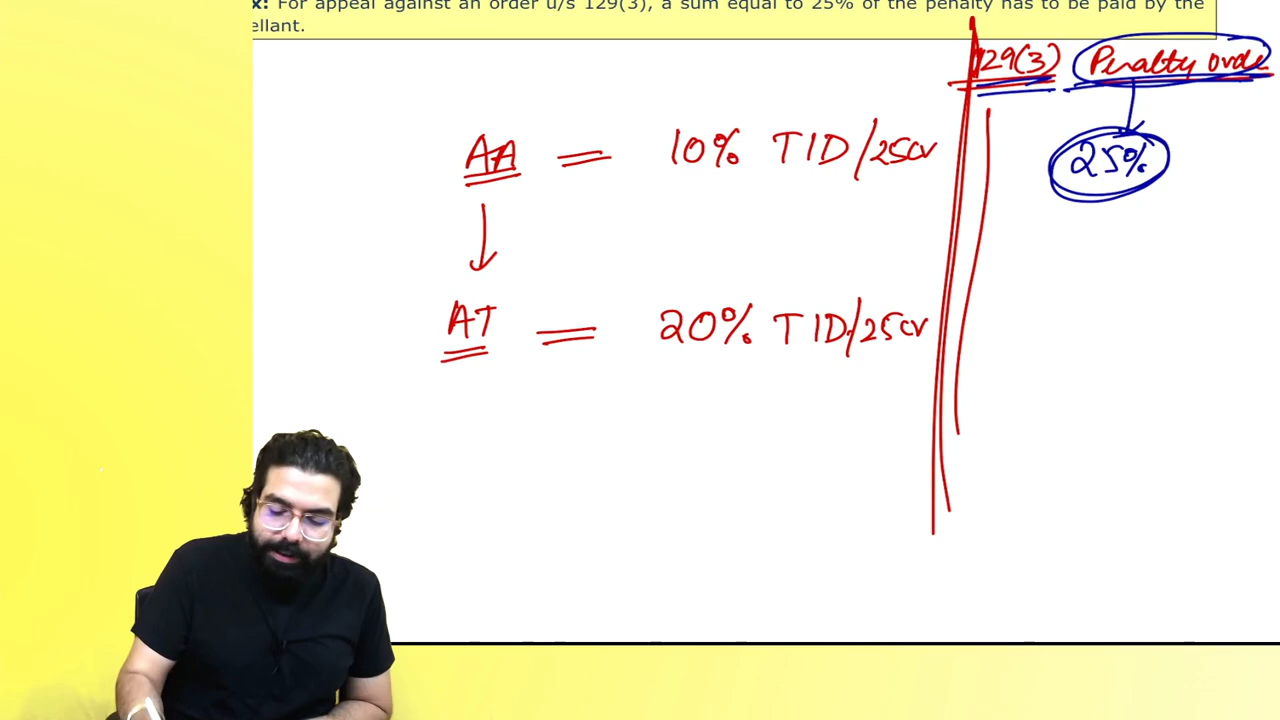 x: For appeal against an order u/s 129(3), a sum equal to 25% of the penalty has to be paid by the
ellant.
129(3) Penalty orde
25%
AA = 10% TID/25cr
AT = 20% TID/25cr